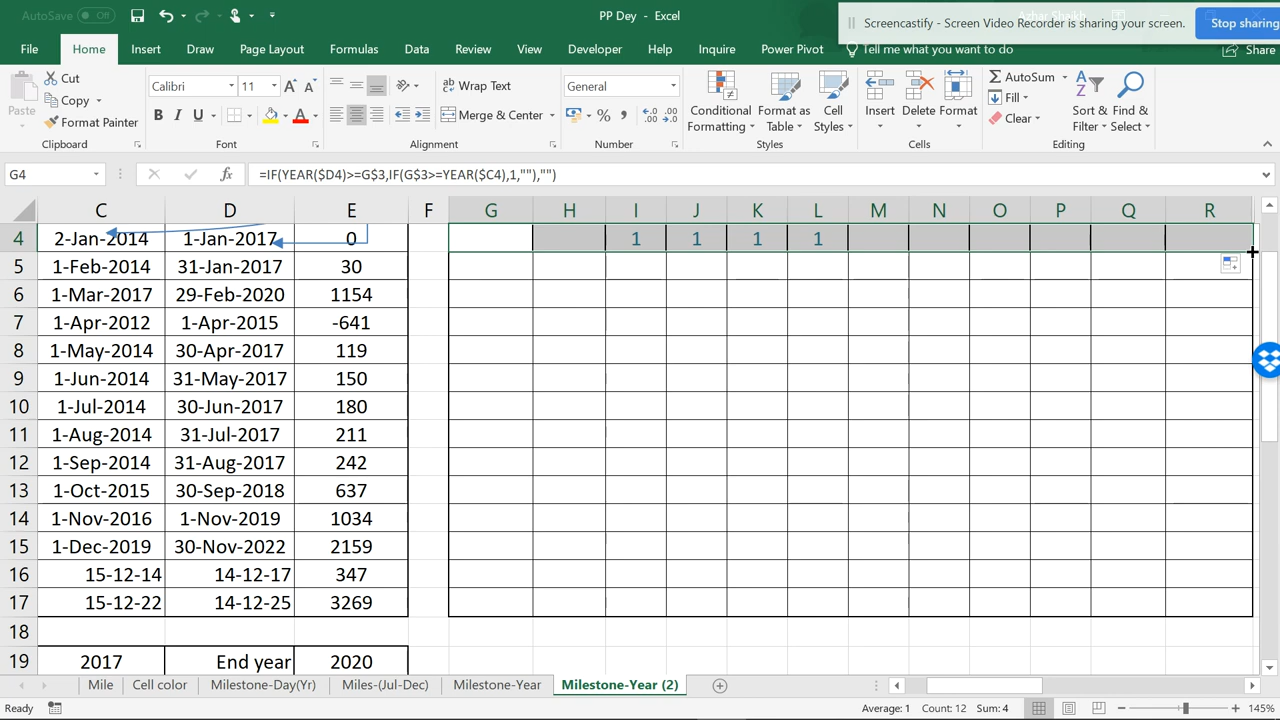 AutoSave Off
PP Dey - Excel
Screencastify - Screen Video Recorder is sharing your screen.
Stop sharing
File Home Insert Draw Page Layout Formulas Data Review View Developer Help Inquire Power Pivot Tell me what you want to do Share
Paste
Cut
Copy
Format Painter
Clipboard
Calibri 11
B I U
Font
Wrap Text
Merge & Center
Alignment
General
Number
Conditional Formatting
Format as Table
Cell Styles
Styles
Insert Delete Format
Cells
AutoSum
Fill
Clear
Sort & Filter
Find & Select
Editing
G4 fx =IF(YEAR($D4)>=G$3,IF(G$3>=YEAR($C4),1,""),"")
C D E F G H I J K L M N O P Q R
4 2-Jan-2014 1-Jan-2017 0 1 1 1 1
5 1-Feb-2014 31-Jan-2017 30
6 1-Mar-2017 29-Feb-2020 1154
7 1-Apr-2012 1-Apr-2015 -641
8 1-May-2014 30-Apr-2017 119
9 1-Jun-2014 31-May-2017 150
10 1-Jul-2014 30-Jun-2017 180
11 1-Aug-2014 31-Jul-2017 211
12 1-Sep-2014 31-Aug-2017 242
13 1-Oct-2015 30-Sep-2018 637
14 1-Nov-2016 1-Nov-2019 1034
15 1-Dec-2019 30-Nov-2022 2159
16 15-12-14 14-12-17 347
17 15-12-22 14-12-25 3269
18
19 2017 End year 2020
Mile Cell color Milestone-Day(Yr) Miles-(Jul-Dec) Milestone-Year Milestone-Year (2)
Ready Average: 1 Count: 12 Sum: 4 145%